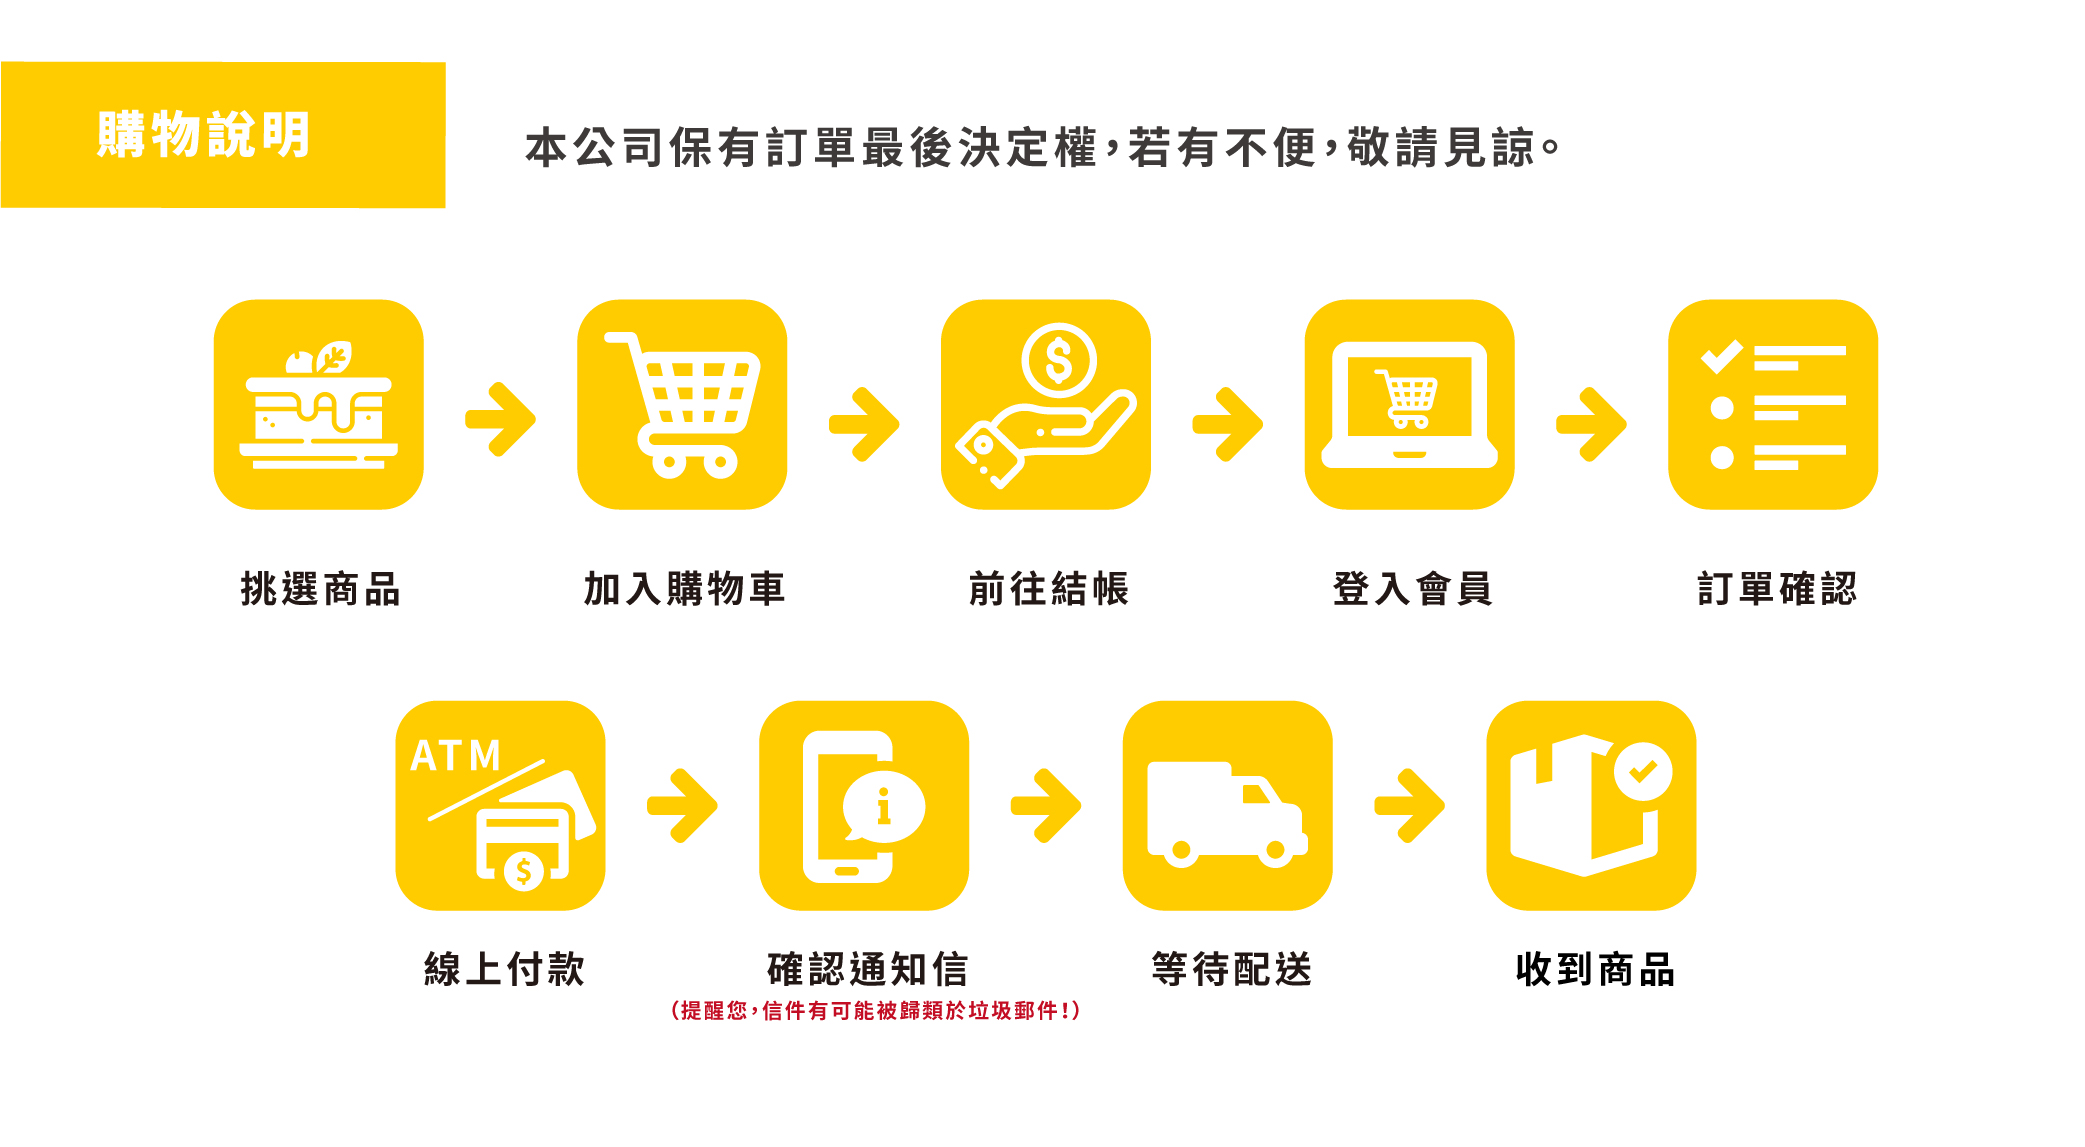 購物說明
本公司保有訂單最後決定權，若有不便，敬請見諒。
挑選商品
加入購物車
前往結帳
登入會員
訂單確認
ATM
線上付款
確認通知信
(提醒您，信件有可能被歸類於垃圾郵件！)
等待配送
收到商品